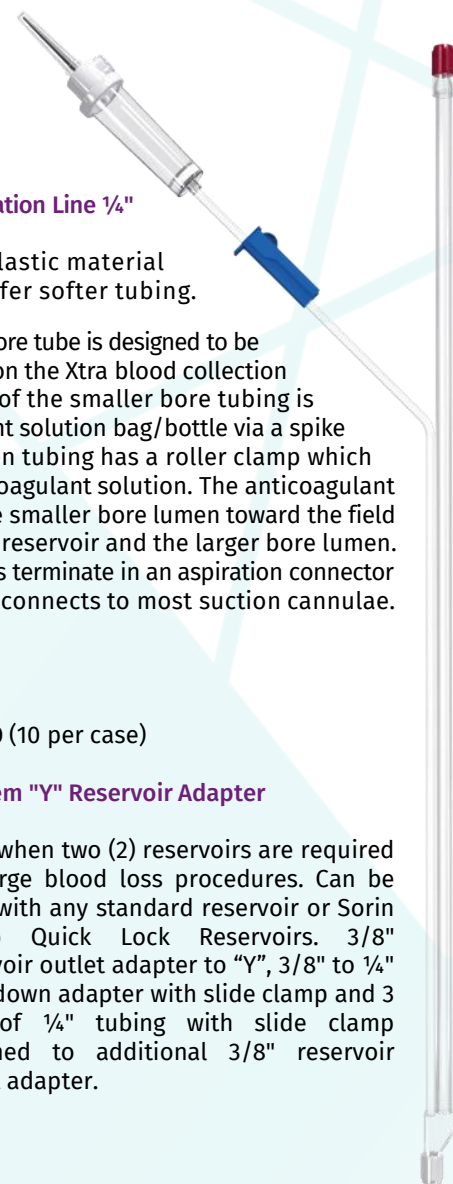 ation Line ¼"
lastic material
fer softer tubing.
ore tube is designed to be
on the Xtra blood collection
of the smaller bore tubing is
nt solution bag/bottle via a spike
n tubing has a roller clamp which
oagulant solution. The anticoagulant
e smaller bore lumen toward the field
reservoir and the larger bore lumen.
s terminate in an aspiration connector
connects to most suction cannulae.
(10 per case)
em "Y" Reservoir Adapter
when two (2) reservoirs are required
rge blood loss procedures. Can be
with any standard reservoir or Sorin
Quick Lock Reservoirs. 3/8"
voir outlet adapter to “Y”, 3/8" to ¼"
down adapter with slide clamp and 3
of ¼" tubing with slide clamp
ned to additional 3/8" reservoir
adapter.